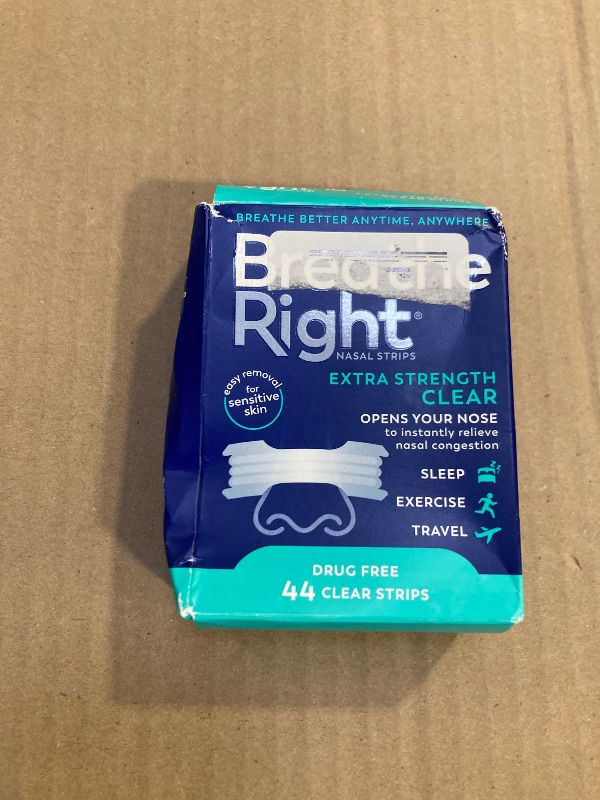 BREATHE BETTER ANYTIME, ANYWHERE
Breathe
Right®
NASAL STRIPS
EXTRA STRENGTH
CLEAR
easy removal
for
sensitive
skin
OPENS YOUR NOSE
to instantly relieve
nasal congestion
SLEEP
zzz
EXERCISE
TRAVEL
DRUG FREE
44 CLEAR STRIPS